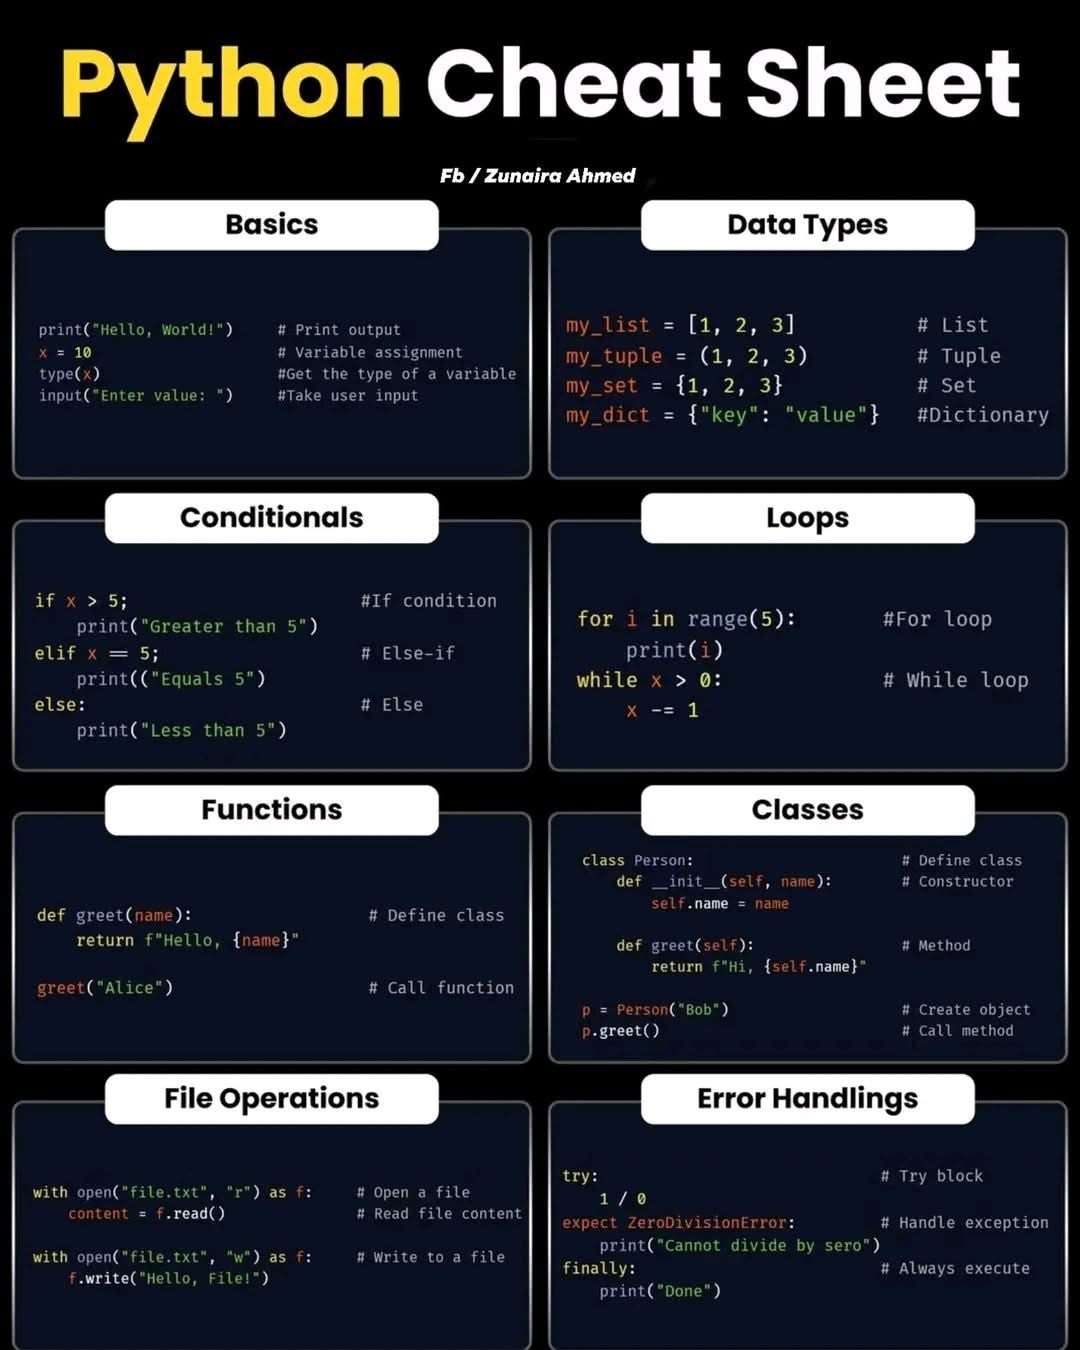 Python Cheat Sheet
Fb / Zunaira Ahmed
Basics
print("Hello, World!") # Print output
x = 10 # Variable assignment
type(x) #Get the type of a variable
input("Enter value: ") #Take user input
Data Types
my_list = [1, 2, 3] # List
my_tuple = (1, 2, 3) # Tuple
my_set = {1, 2, 3} # Set
my_dict = {"key": "value"} #Dictionary
Conditionals
if x > 5; #If condition
    print("Greater than 5")
elif x == 5; # Else-if
    print(("Equals 5")
else: # Else
    print("Less than 5")
Loops
for i in range(5): #For loop
    print(i)
while x > 0: # While loop
    x -= 1
Functions
def greet(name): # Define class
    return f"Hello, {name}"
greet("Alice") # Call function
Classes
class Person: # Define class
    def __init__(self, name): # Constructor
        self.name = name
    def greet(self): # Method
        return f"Hi, {self.name}"
p = Person("Bob") # Create object
p.greet() # Call method
File Operations
with open("file.txt", "r") as f: # Open a file
    content = f.read() # Read file content
with open("file.txt", "w") as f: # Write to a file
    f.write("Hello, File!")
Error Handlings
try: # Try block
    1 / 0
expect ZeroDivisionError: # Handle exception
    print("Cannot divide by sero")
finally: # Always execute
    print("Done")